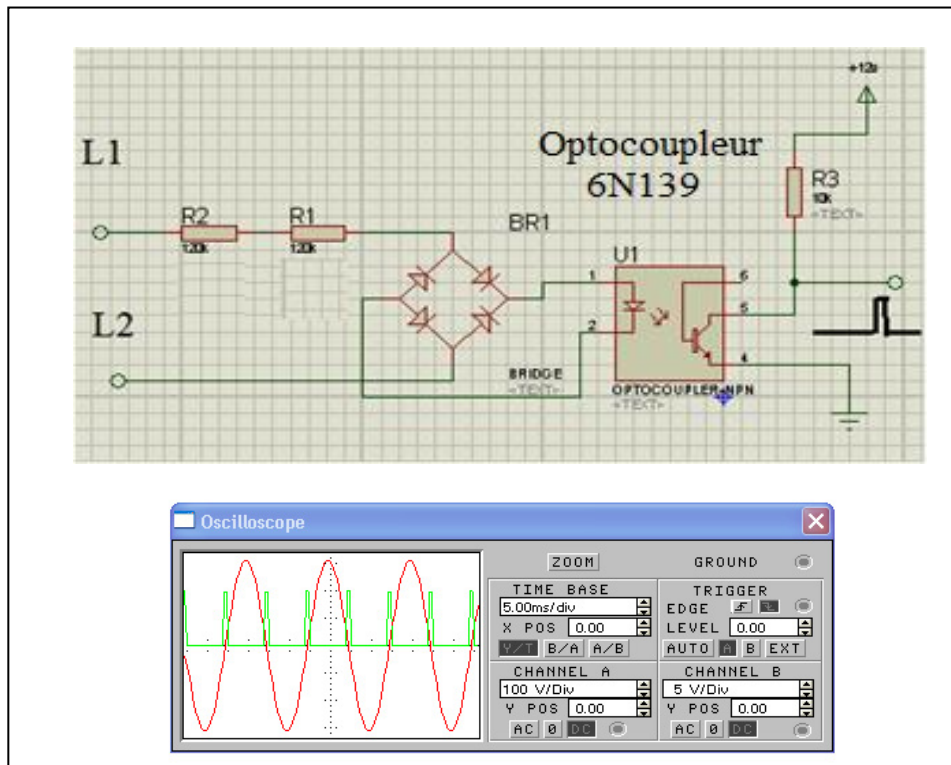 +12s
Optocoupleur
6N139
L1
R3
10k
<TEXT>
R2
R1
120k
120k
BR1
U1
1
6
5
2
4
L2
BRIDGE
<TEXT>
OPTOCOUPLER-NPN
<TEXT>
Oscilloscope
ZOOM
GROUND
TIME BASE
5.00ms/div
X POS 0.00
Y/T B/A A/B
TRIGGER
EDGE
LEVEL 0.00
AUTO A B EXT
CHANNEL A
100 V/Div
Y POS 0.00
AC 0 DC
CHANNEL B
5 V/Div
Y POS 0.00
AC 0 DC